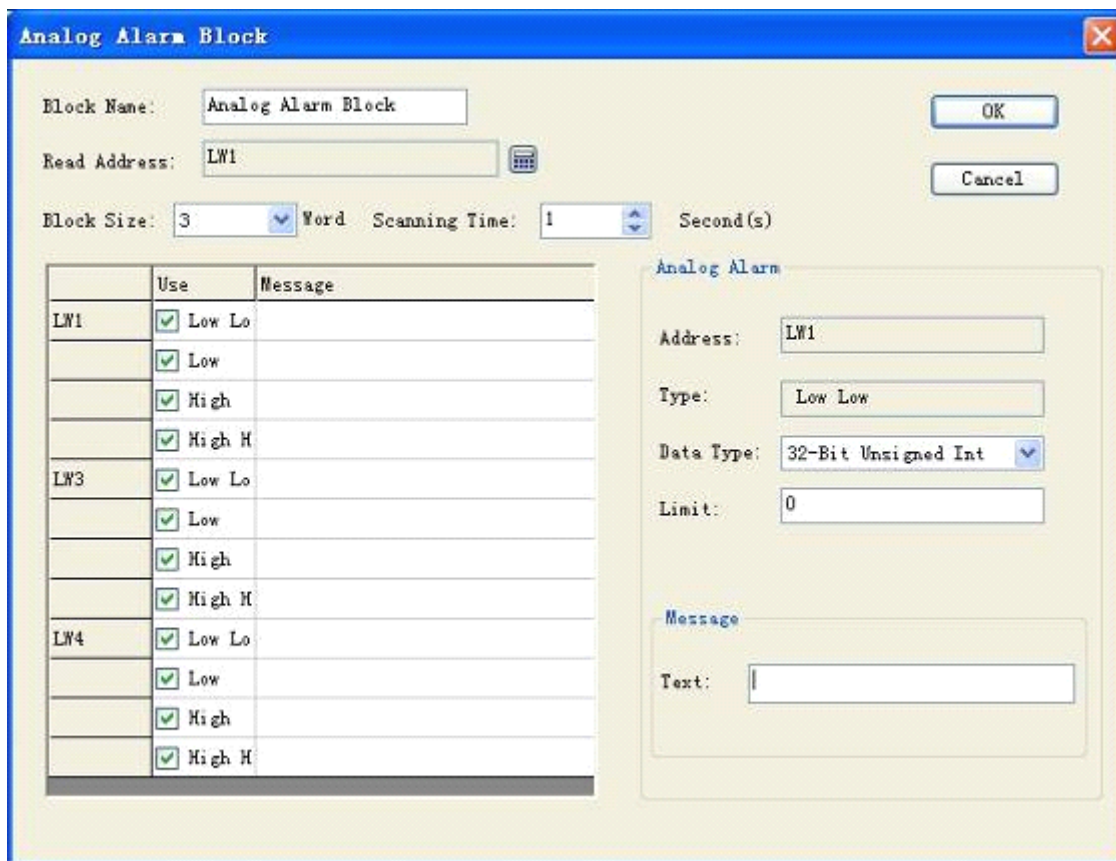 Analog Alarm Block
Block Name: Analog Alarm Block
OK
Read Address: LW1
Cancel
Block Size: 3 Word Scanning Time: 1 Second(s)
Use Message
LW1 Low Lo
Low
High
High H
LW3 Low Lo
Low
High
High H
LW4 Low Lo
Low
High
High H
Analog Alarm
Address: LW1
Type: Low Low
Data Type: 32-Bit Unsigned Int
Limit: 0
Message
Text: